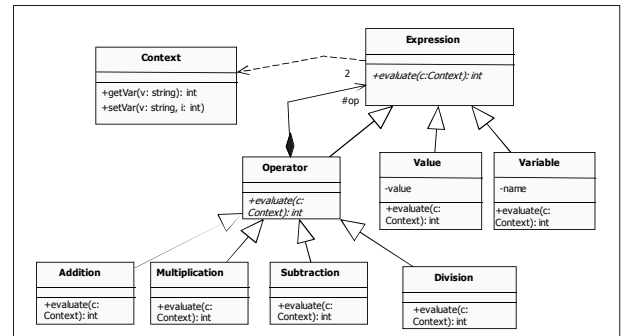 Expression
Context
+evaluate(c:Context): int
+getVar(v: string): int
+setVar(v: string, i: int)
2
#op
Operator
+evaluate(c:
Context): int
Value
-value
+evaluate(c:
Context): int
Variable
-name
+evaluate(c:
Context): int
Addition
+evaluate(c:
Context): int
Multiplication
+evaluate(c:
Context): int
Subtraction
+evaluate(c:
Context): int
Division
+evaluate(c:
Context): int